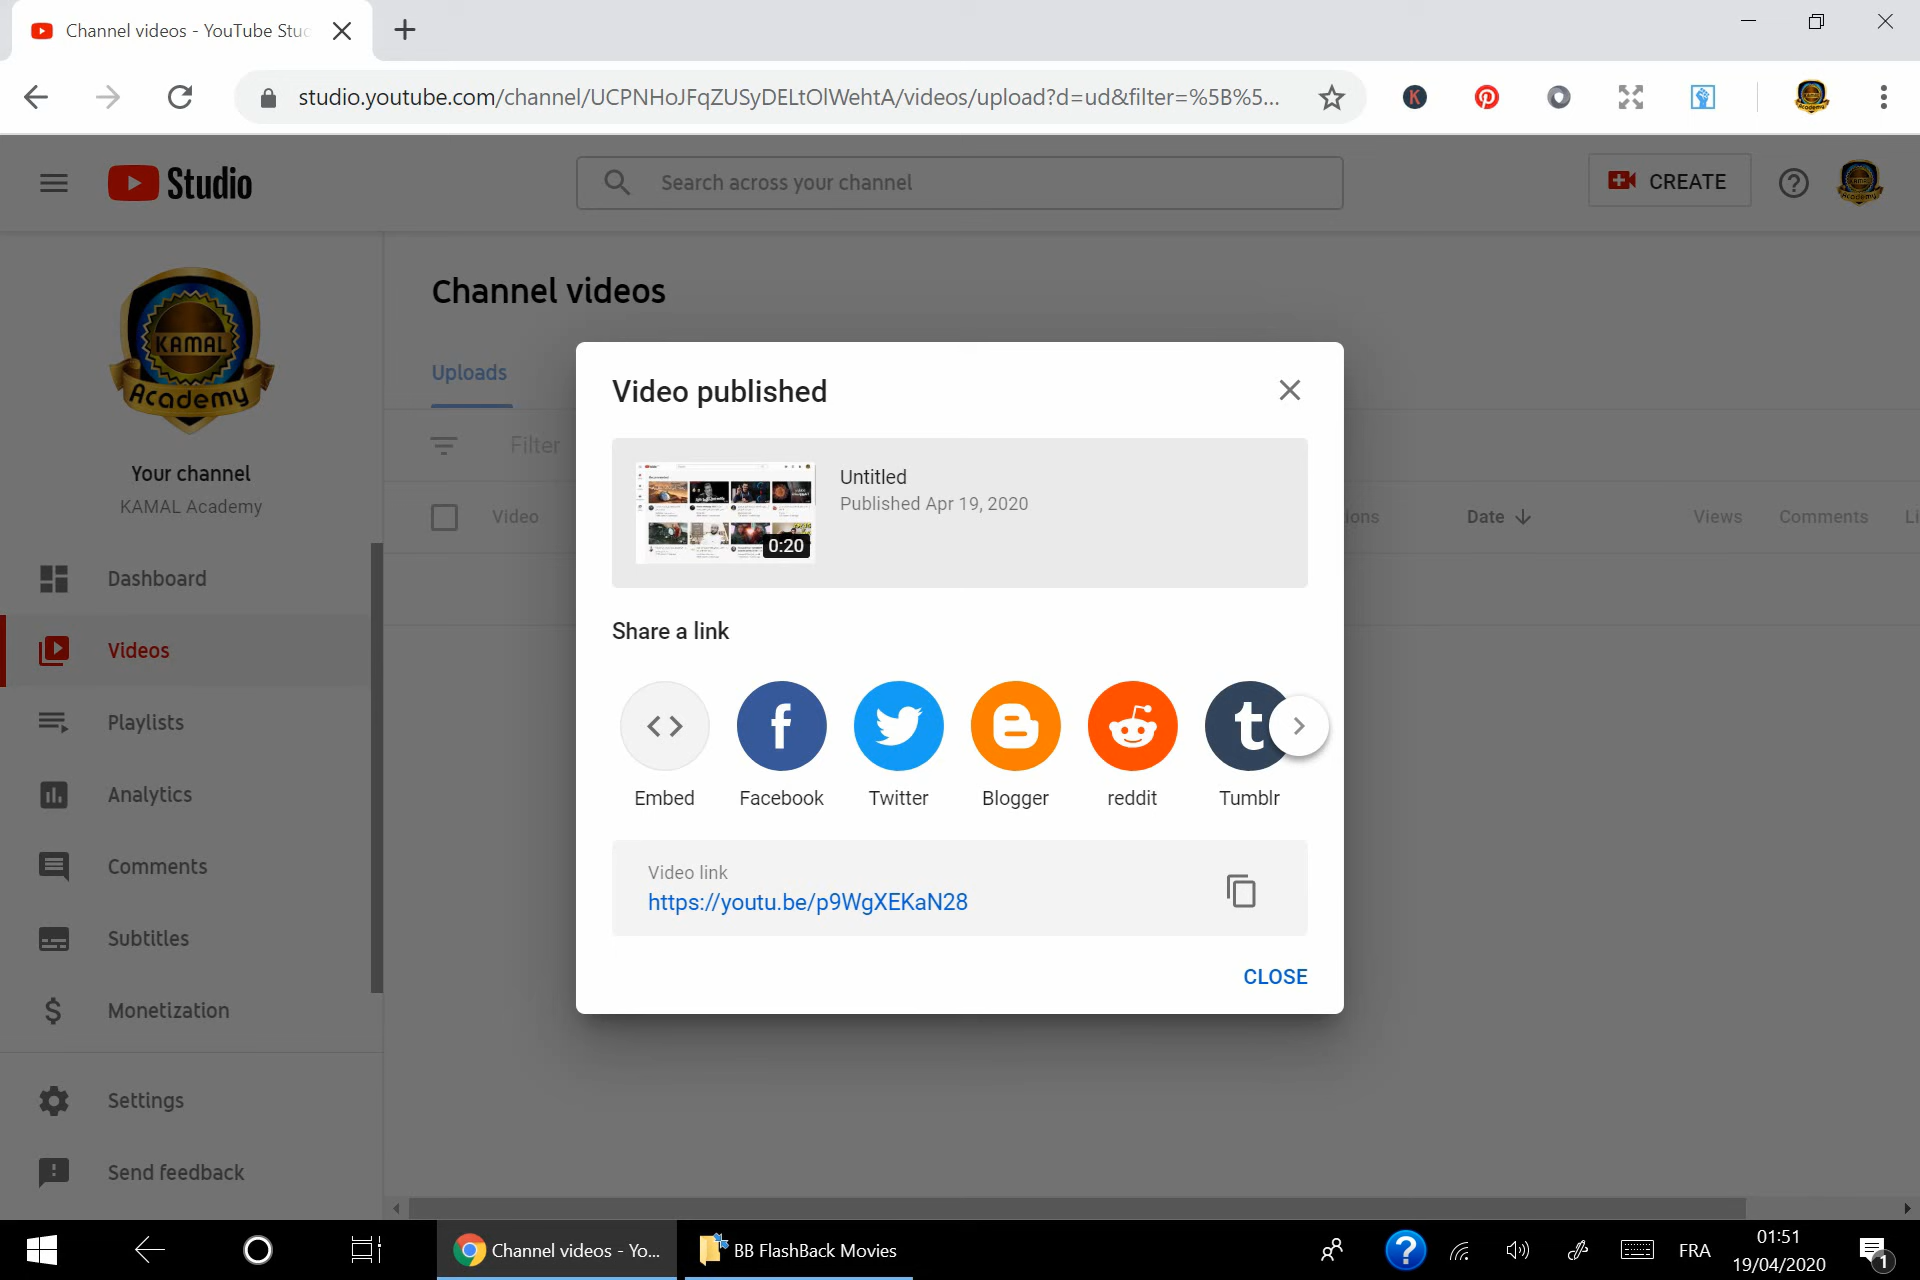 Channel videos - YouTube Stud
studio.youtube.com/channel/UCPNHoJFqZUSyDELtOlWehtA/videos/upload?d=ud&filter=%5B%5...
Studio
Search across your channel
CREATE
KAMAL
Academy
Your channel
KAMAL Academy
Dashboard
Videos
Playlists
Analytics
Comments
Subtitles
Monetization
Settings
Send feedback
Channel videos
Uploads
Filter
Video
Date
Views
Comments
Li
Video published
0:20
Untitled
Published Apr 19, 2020
Share a link
Embed
Facebook
Twitter
Blogger
reddit
Tumblr
Video link
https://youtu.be/p9WgXEKaN28
CLOSE
Channel videos - Yo...
BB FlashBack Movies
FRA
01:51
19/04/2020
1